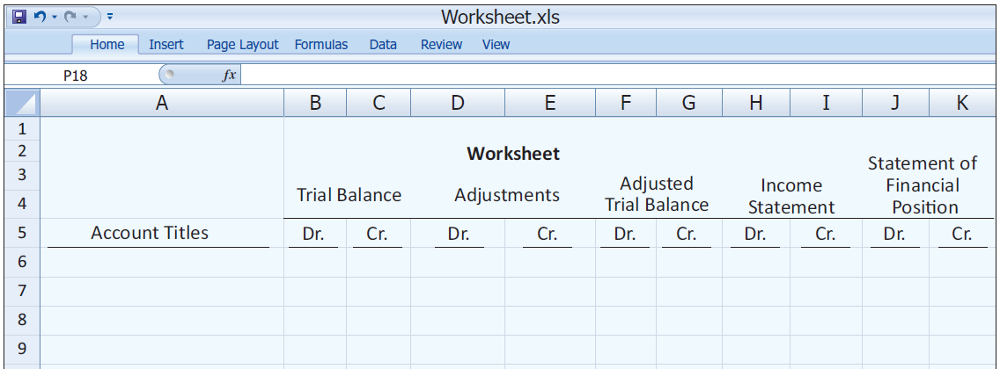 Worksheet.xls
Home Insert Page Layout Formulas Data Review View
P18 fx
A B C D E F G H I J K
1
2 Worksheet
3 Trial Balance Adjustments Adjusted Trial Balance Income Statement Statement of Financial Position
4
5 Account Titles Dr. Cr. Dr. Cr. Dr. Cr. Dr. Cr. Dr. Cr.
6
7
8
9